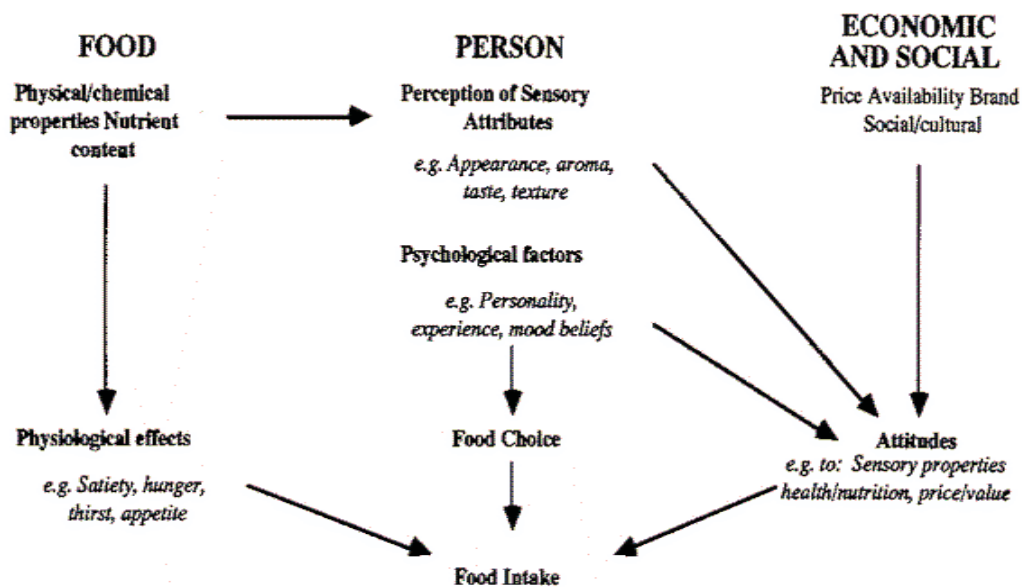 FOOD
Physical/chemical
properties Nutrient
content
PERSON
Perception of Sensory
Attributes
e.g. Appearance, aroma,
taste, texture
Psychological factors
e.g. Personality,
experience, mood beliefs
ECONOMIC
AND SOCIAL
Price Availability Brand
Social/cultural
Physiological effects
e.g. Satiety, hunger,
thirst, appetite
Food Choice
Attitudes
e.g. to: Sensory properties
health/nutrition, price/value
Food Intake